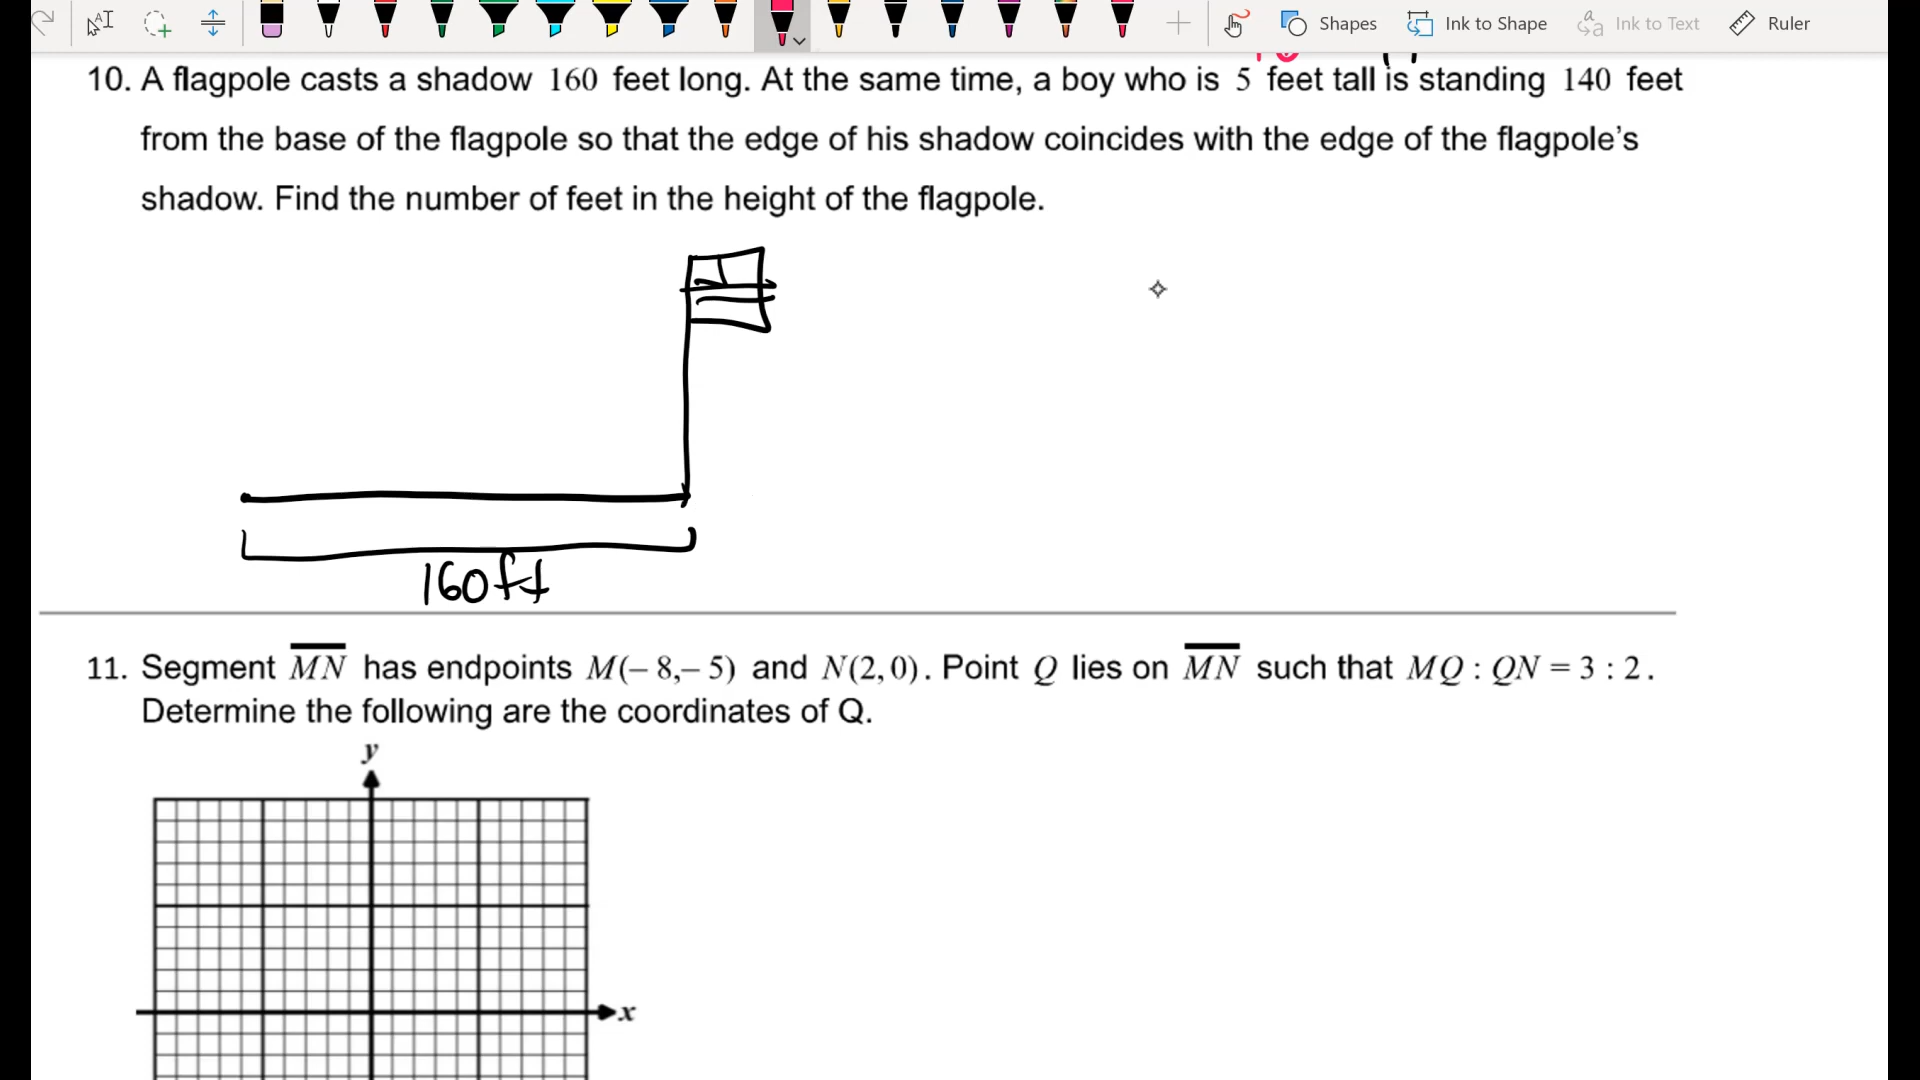 Shapes Ink to Shape Ink to Text Ruler
10. A flagpole casts a shadow 160 feet long. At the same time, a boy who is 5 feet tall is standing 140 feet
from the base of the flagpole so that the edge of his shadow coincides with the edge of the flagpole's
shadow. Find the number of feet in the height of the flagpole.
160ft
11. Segment MN has endpoints M(– 8,– 5) and N(2,0). Point Q lies on MN such that MQ : QN = 3 : 2.
Determine the following are the coordinates of Q.
y
x